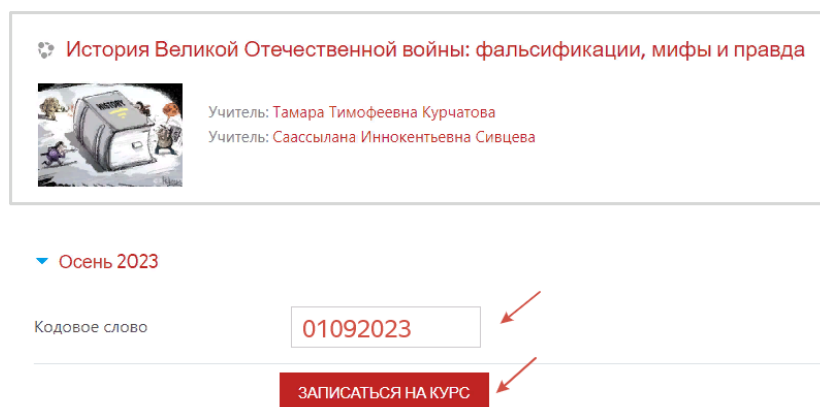 История Великой Отечественной войны: фальсификации, мифы и правда
HISTORY
Учитель: Тамара Тимофеевна Курчатова
Учитель: Саассылана Иннокентьевна Сивцева
Осень 2023
Кодовое слово
01092023
ЗАПИСАТЬСЯ НА КУРС